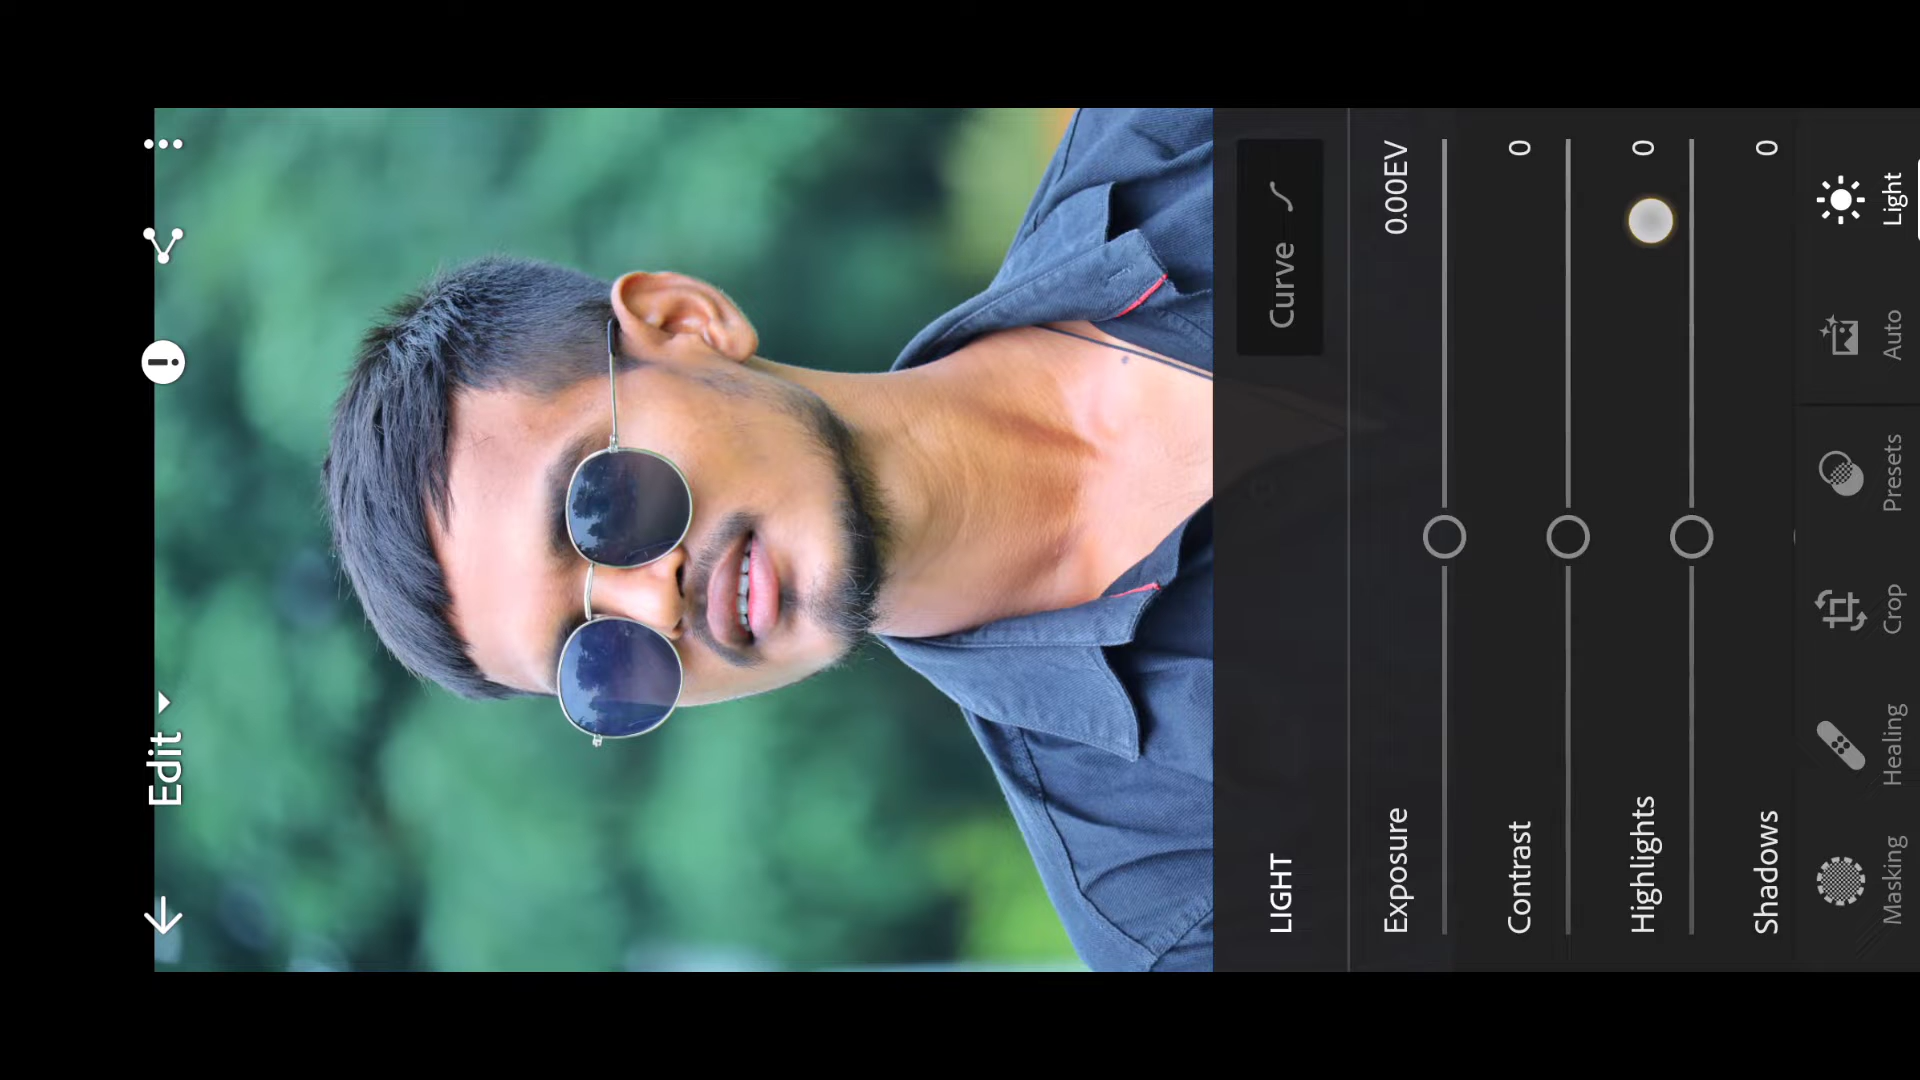 Edit
LIGHT
Curve
Exposure
0.00EV
Contrast
0
Highlights
0
Shadows
0
Masking
Healing
Crop
Presets
Auto
Light